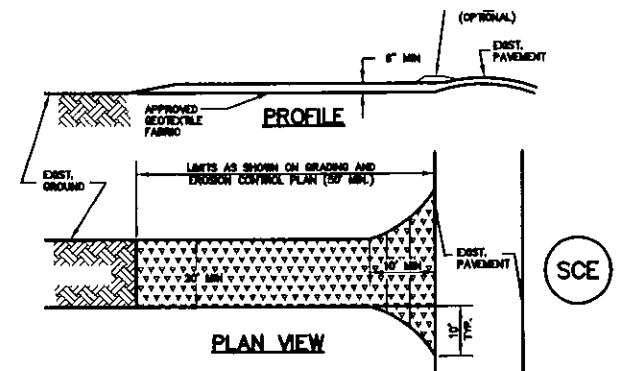 (OPTIONAL)
6" MIN
EXIST.
PAVEMENT
APPROVED
GEOTEXTILE
FABRIC
PROFILE
LIMITS AS SHOWN ON GRADING AND
EROSION CONTROL PLAN (50' MIN.)
EXIST.
GROUND
20' MIN
10' MIN
EXIST.
PAVEMENT
SCE
10'
TYP.
PLAN VIEW